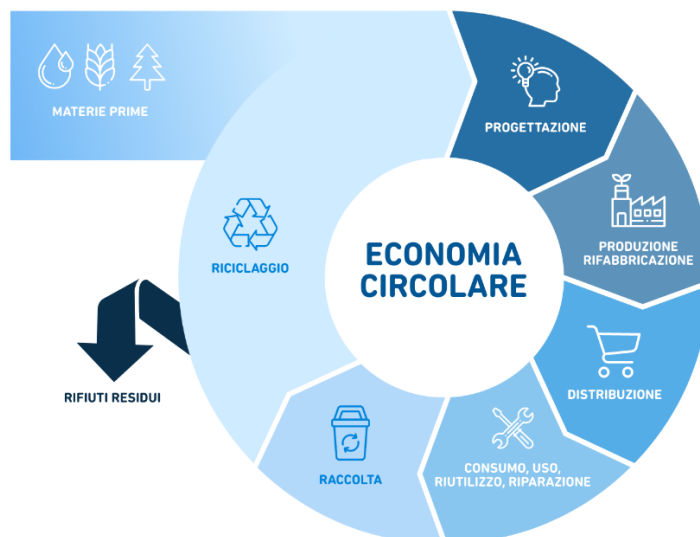 MATERIE PRIME
PROGETTAZIONE
PRODUZIONE
RIFABBRICAZIONE
ECONOMIA
CIRCOLARE
RICICLAGGIO
DISTRIBUZIONE
RIFIUTI RESIDUI
CONSUMO, USO,
RIUTILIZZO, RIPARAZIONE
RACCOLTA